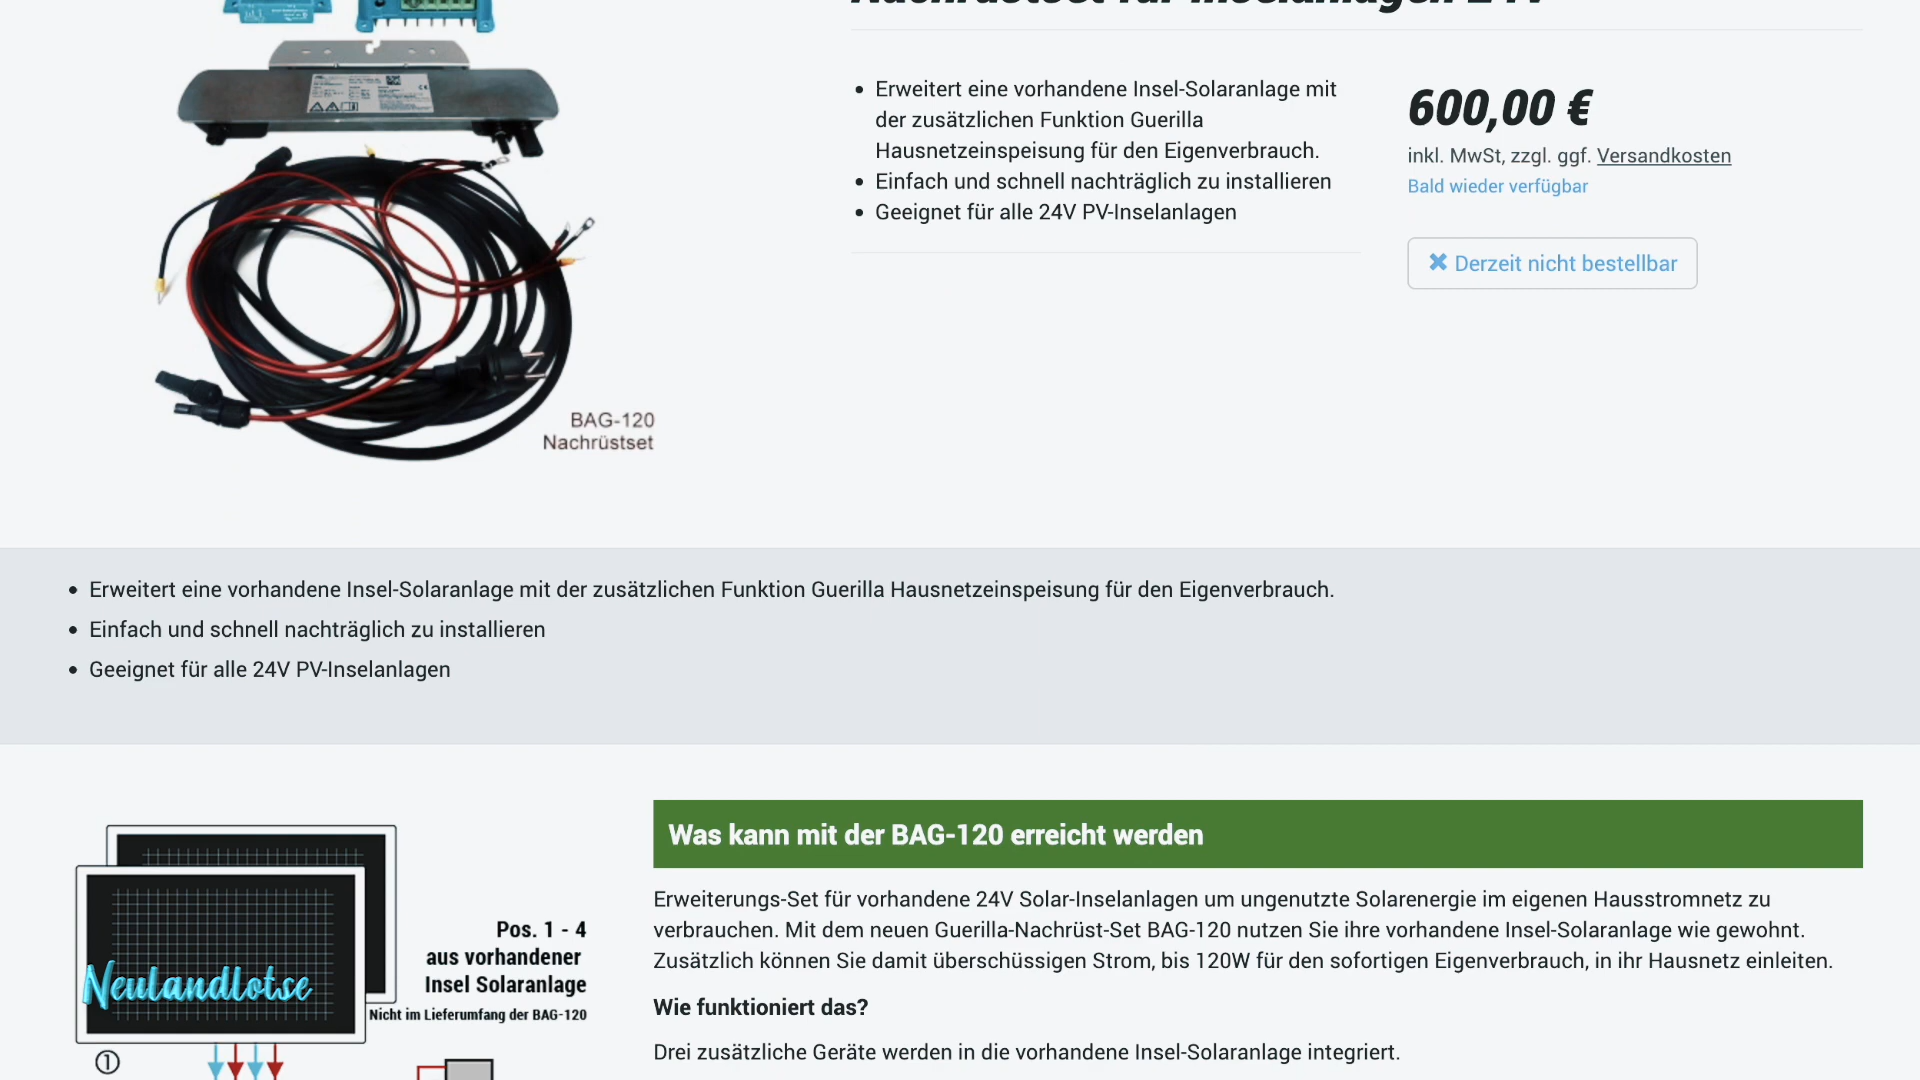 Nachrüstset für Inselanlagen 24V
Erweitert eine vorhandene Insel-Solaranlage mit
der zusätzlichen Funktion Guerilla
Hausnetzeinspeisung für den Eigenverbrauch.
Einfach und schnell nachträglich zu installieren
Geeignet für alle 24V PV-Inselanlagen
600,00 €
inkl. MwSt, zzgl. ggf. Versandkosten
Bald wieder verfügbar
✖ Derzeit nicht bestellbar
BAG-120
Nachrüstset
Erweitert eine vorhandene Insel-Solaranlage mit der zusätzlichen Funktion Guerilla Hausnetzeinspeisung für den Eigenverbrauch.
Einfach und schnell nachträglich zu installieren
Geeignet für alle 24V PV-Inselanlagen
Pos. 1 - 4
aus vorhandener
Insel Solaranlage
Nicht im Lieferumfang der BAG-120
Neulandlotse
1
Was kann mit der BAG-120 erreicht werden
Erweiterungs-Set für vorhandene 24V Solar-Inselanlagen um ungenutzte Solarenergie im eigenen Hausstromnetz zu
verbrauchen. Mit dem neuen Guerilla-Nachrüst-Set BAG-120 nutzen Sie ihre vorhandene Insel-Solaranlage wie gewohnt.
Zusätzlich können Sie damit überschüssigen Strom, bis 120W für den sofortigen Eigenverbrauch, in ihr Hausnetz einleiten.
Wie funktioniert das?
Drei zusätzliche Geräte werden in die vorhandene Insel-Solaranlage integriert.